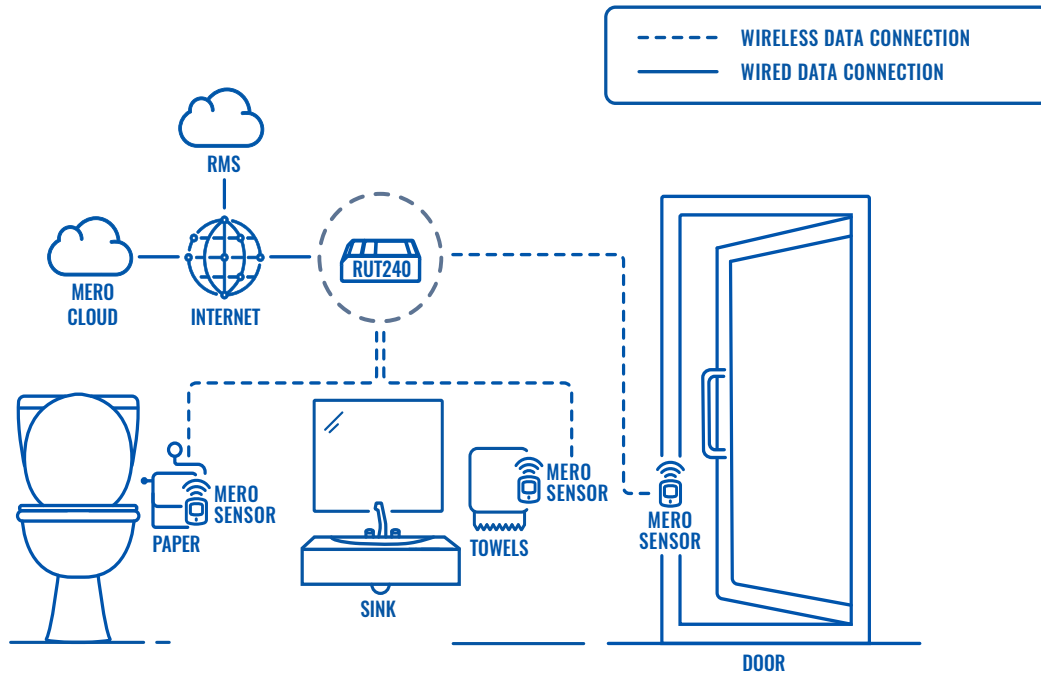 WIRELESS DATA CONNECTION
WIRED DATA CONNECTION
RMS
RUT240
MERO
CLOUD
INTERNET
MERO
SENSOR
PAPER
SINK
MERO
SENSOR
TOWELS
MERO
SENSOR
DOOR